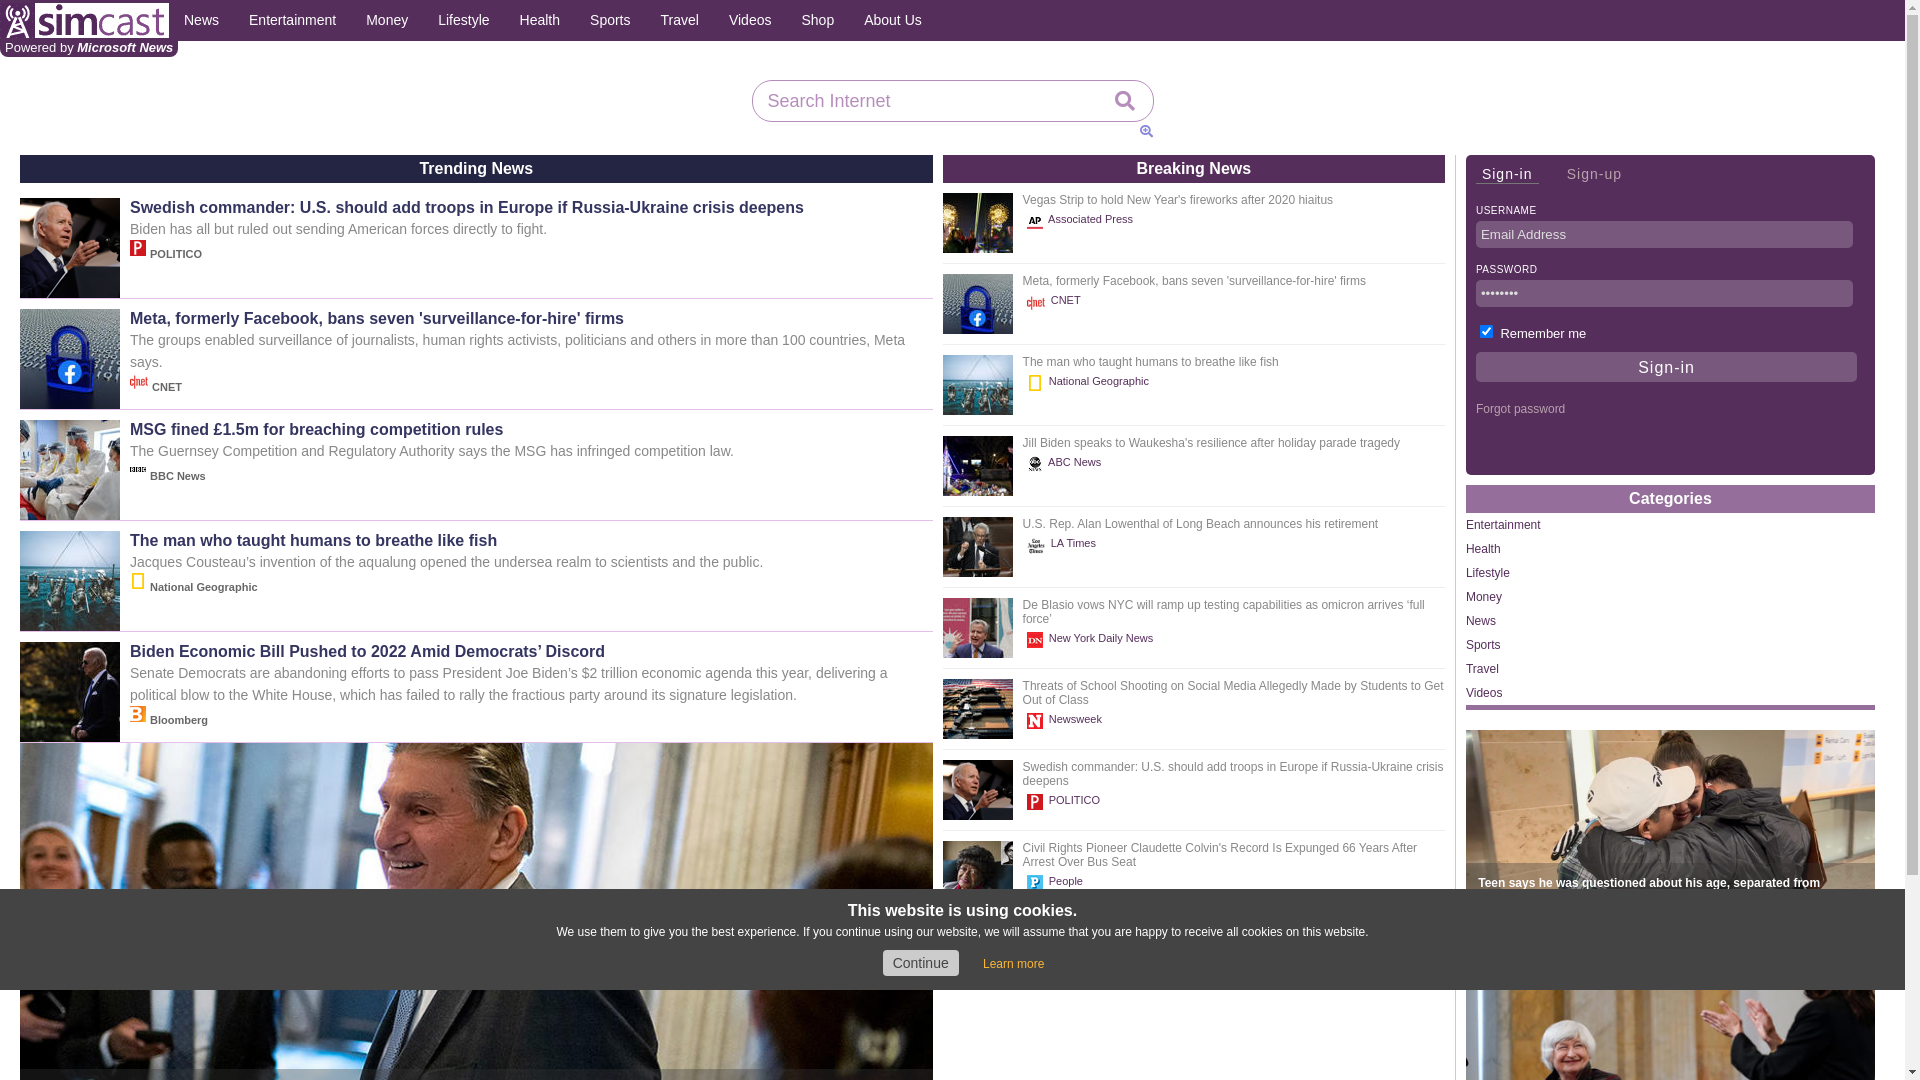 simcast
News
Entertainment
Money
Lifestyle
Health
Sports
Travel
Videos
Shop
About Us
Powered by Microsoft News
Search Internet
Trending News
Swedish commander: U.S. should add troops in Europe if Russia-Ukraine crisis deepens
Biden has all but ruled out sending American forces directly to fight.
POLITICO
Meta, formerly Facebook, bans seven 'surveillance-for-hire' firms
The groups enabled surveillance of journalists, human rights activists, politicians and others in more than 100 countries, Meta
says.
CNET
MSG fined £1.5m for breaching competition rules
The Guernsey Competition and Regulatory Authority says the MSG has infringed competition law.
BBC News
The man who taught humans to breathe like fish
Jacques Cousteau’s invention of the aqualung opened the undersea realm to scientists and the public.
National Geographic
Biden Economic Bill Pushed to 2022 Amid Democrats’ Discord
Senate Democrats are abandoning efforts to pass President Joe Biden’s $2 trillion economic agenda this year, delivering a
political blow to the White House, which has failed to rally the fractious party around its signature legislation.
Bloomberg
Breaking News
Vegas Strip to hold New Year's fireworks after 2020 hiaitus
AP Associated Press
Meta, formerly Facebook, bans seven 'surveillance-for-hire' firms
cnet CNET
The man who taught humans to breathe like fish
National Geographic
Jill Biden speaks to Waukesha's resilience after holiday parade tragedy
ABC News
U.S. Rep. Alan Lowenthal of Long Beach announces his retirement
Los Angeles Times LA Times
De Blasio vows NYC will ramp up testing capabilities as omicron arrives ‘full
force’
DN New York Daily News
Threats of School Shooting on Social Media Allegedly Made by Students to Get
Out of Class
N Newsweek
Swedish commander: U.S. should add troops in Europe if Russia-Ukraine crisis
deepens
P POLITICO
Civil Rights Pioneer Claudette Colvin's Record Is Expunged 66 Years After
Arrest Over Bus Seat
P People
Sign-in
Sign-up
USERNAME
Email Address
PASSWORD
••••••••
Remember me
Sign-in
Forgot password
Categories
Entertainment
Health
Lifestyle
Money
News
Sports
Travel
Videos
Teen says he was questioned about his age, separated from
This website is using cookies.
We use them to give you the best experience. If you continue using our website, we will assume that you are happy to receive all cookies on this website.
Continue
Learn more